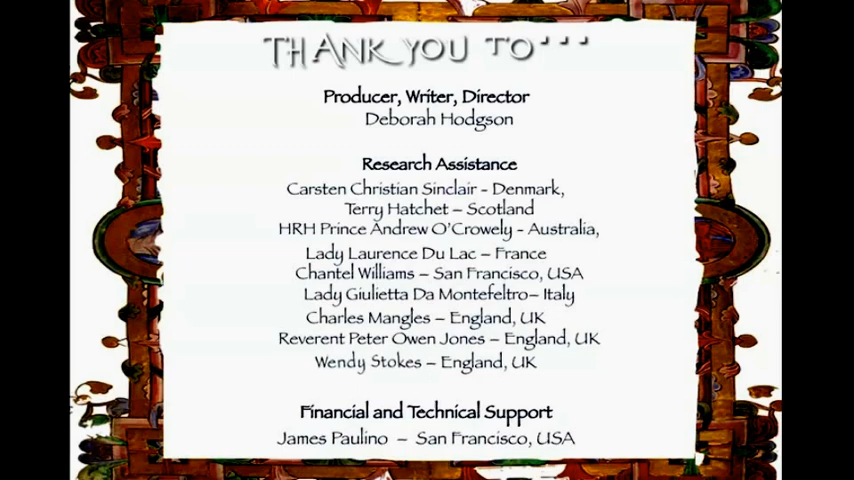 THANK YOU TO...
Producer, Writer, Director
Deborah Hodgson
Research Assistance
Carsten Christian Sinclair - Denmark,
Terry Hatchet – Scotland
HRH Prince Andrew O'Crowely - Australia,
Lady Laurence Du Lac – France
Chantel Williams – San Francisco, USA
Lady Giulietta Da Montefeltro – Italy
Charles Mangles – England, UK
Reverent Peter Owen Jones – England, UK
Wendy Stokes – England, UK
Financial and Technical Support
James Paulino – San Francisco, USA